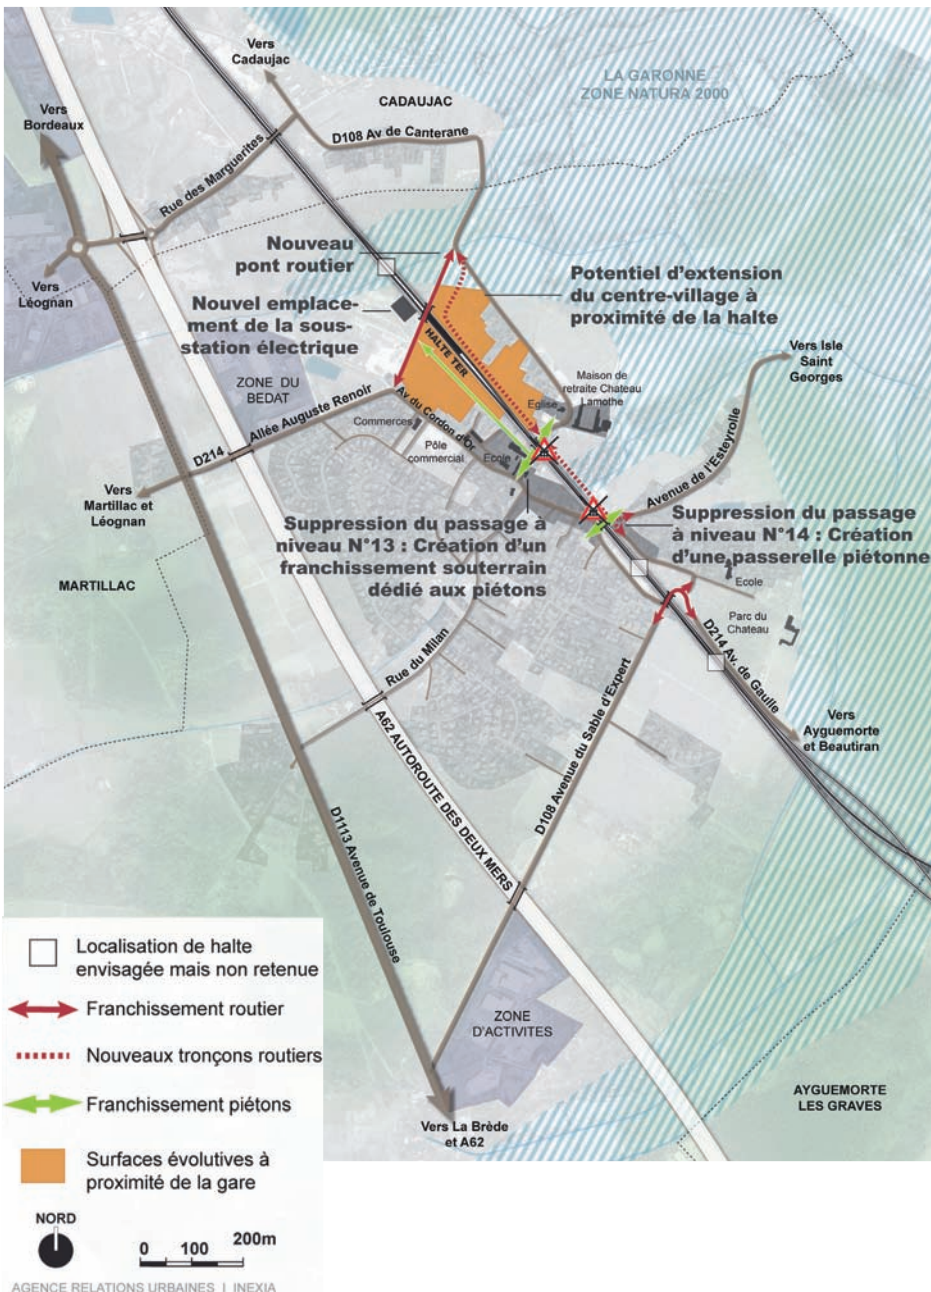 Vers
Cadaujac
LA GARONNE
ZONE NATURA 2000
CADAUJAC
Vers
Bordeaux
D108 Av de Canterane
Rue des Marguerites
Vers
Léognan
Nouveau
pont routier
Potentiel d'extension
du centre-village à
proximité de la halte
Nouvel emplace-
ment de la sous-
station électrique
HALTE TER
Vers Isle
Saint
Georges
ZONE DU
BEDAT
Maison de
retraite Chateau
Lamothe
Eglise
Allée Auguste Renoir
Av du Cordon d'Or
Commerces
D214
Pôle
commercial
Ecole
Avenue de l'Esteyrolle
Vers
Martillac et
Léognan
Suppression du passage à
niveau N°13 : Création d'un
franchissement souterrain
dédié aux piétons
Suppression du passage
à niveau N°14 : Création
d'une passerelle piétonne
MARTILLAC
Ecole
Parc du
Chateau
Rue du Milan
D214 Av. de Gaulle
A62 AUTOROUTE DES DEUX MERS
D108 Avenue du Sable d'Expert
Vers
Ayguemorte
et Beautiran
D1113 Avenue de Toulouse
ZONE
D'ACTIVITES
AYGUEMORTE
LES GRAVES
Vers La Brède
et A62
Localisation de halte
envisagée mais non retenue
Franchissement routier
Nouveaux tronçons routiers
Franchissement piétons
Surfaces évolutives à
proximité de la gare
NORD
0 100 200m
AGENCE RELATIONS URBAINES | INEXIA